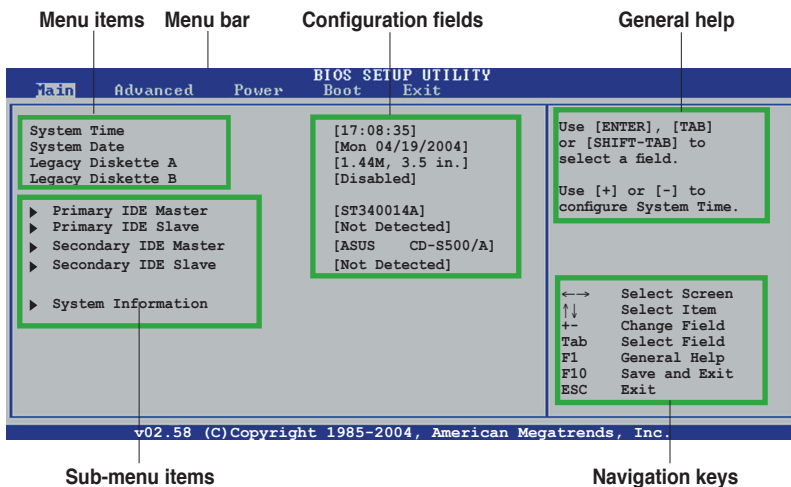 Menu items Menu bar Configuration fields General help
BIOS SETUP UTILITY
Main Advanced Power Boot Exit
System Time [17:08:35]
System Date [Mon 04/19/2004]
Legacy Diskette A [1.44M, 3.5 in.]
Legacy Diskette B [Disabled]
Primary IDE Master [ST340014A]
Primary IDE Slave [Not Detected]
Secondary IDE Master [ASUS CD-S500/A]
Secondary IDE Slave [Not Detected]
System Information
Use [ENTER], [TAB]
or [SHIFT-TAB] to
select a field.
Use [+] or [-] to
configure System Time.
←→ Select Screen
↑↓ Select Item
+- Change Field
Tab Select Field
F1 General Help
F10 Save and Exit
ESC Exit
v02.58 (C)Copyright 1985-2004, American Megatrends, Inc.
Sub-menu items Navigation keys